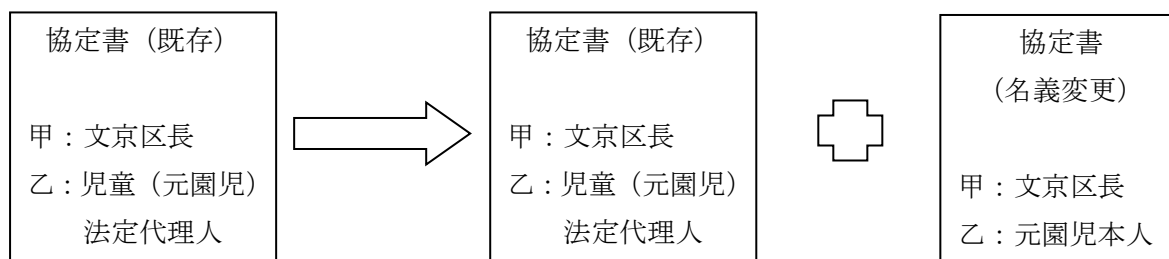 協定書（既存）
甲：文京区長
乙：児童（元園児）
法定代理人
協定書（既存）
甲：文京区長
乙：児童（元園児）
法定代理人
協定書
（名義変更）
甲：文京区長
乙：元園児本人